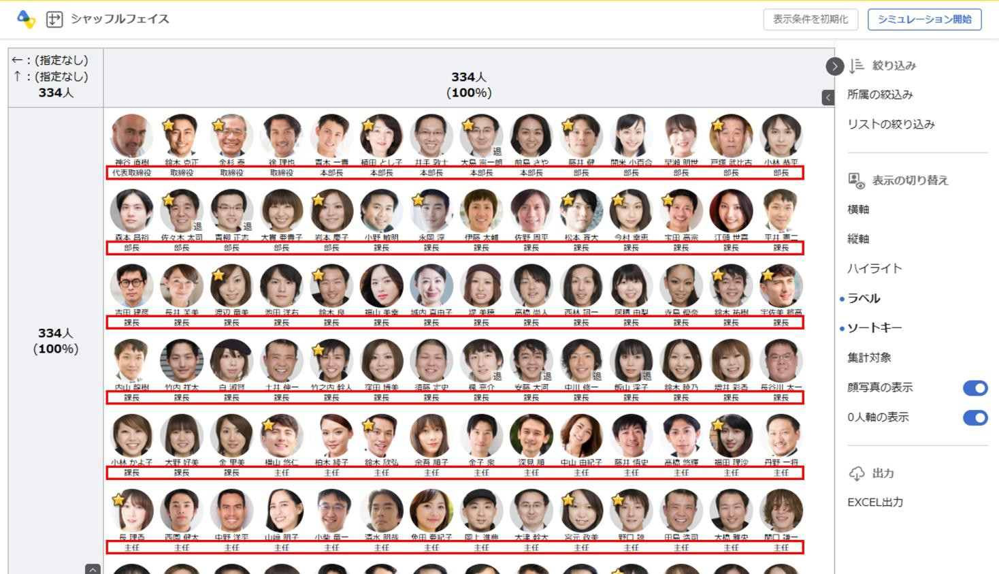 シャッフルフェイス
表示条件を初期化
シミュレーション開始
←：(指定なし)
↑：(指定なし)
334人
334人
(100%)
334人
(100%)
神谷 直樹 鈴木 克正 金杉 泰 徐 理也 青木 一貴 植田 とし子 井手 敦士 大島 宗一朗 前島 さや 藤井 健 開米 小百合 早瀬 明世 戸塚 武比古 小林 恭平
退
代表取締役 取締役 取締役 取締役 本部長 本部長 本部長 本部長 本部長 部長 部長 部長 部長 部長
退 退
森本 昌裕 佐々木 太司 青柳 正志 大貫 亜貴子 岩本 慶子 小野 敏明 永岡 淳 伊藤 太輔 佐野 周平 松本 斉大 今村 幸恵 宝田 高宗 江頭 世喜 平井 憲二
部長 部長 部長 部長 部長 課長 課長 課長 課長 課長 課長 課長 課長 課長
吉田 建彦 長井 芙美 渡辺 竜美 池田 洋右 鈴木 良 福山 美幸 城内 真由子 堤 美穂 高橋 尚人 西林 詞一 居積 由梨 寺島 優奈 鈴木 祐樹 宇佐美 将高
課長 課長 課長 課長 課長 課長 課長 課長 課長 課長 課長 課長 課長 課長
退 退 退 退
内山 龍樹 竹内 祥太 白 淑賢 土井 伸一 竹之内 幹人 窪田 博美 須藤 定史 楓 亮介 安藤 大河 中川 修一 飯山 深子 鈴木 暁乃 増井 彩香 長谷川 太一
課長 課長 課長 課長 課長 課長 課長 課長 課長 課長 課長 課長 課長 課長
小林 かよ子 大野 好美 金 里美 横山 悠仁 柏木 綾子 鈴木 欣弘 余吾 順子 金子 衆 深見 順 中山 由紀子 藤井 悟史 高橋 悠輝 福田 理沙 丹野 一将
課長 課長 課長 主任 主任 主任 主任 主任 主任 主任 主任 主任 主任 主任
長 理香 西園 健太 中野 洋平 山﨑 朋子 小柴 竜一 清水 朋哉 免田 亜紀子 岡上 進典 大津 幹太 宮元 政美 野口 諒 田島 浩司 大橋 雅史 関口 謙一
主任 主任 主任 主任 主任 主任 主任 主任 主任 主任 主任 主任 主任 主任
絞り込み
所属の絞込み
リストの絞り込み
表示の切り替え
横軸
縦軸
ハイライト
ラベル
ソートキー
集計対象
顔写真の表示
0人軸の表示
出力
EXCEL出力